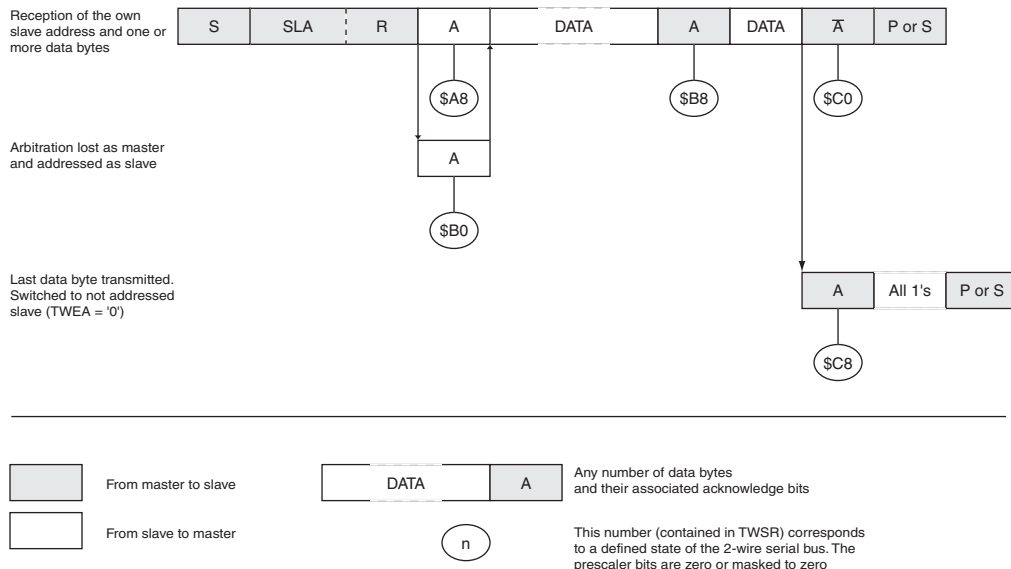 Reception of the own
slave address and one or
more data bytes
S SLA R A DATA A DATA A̅ P or S
$A8 $B8 $C0
Arbitration lost as master
and addressed as slave
A
$B0
Last data byte transmitted.
Switched to not addressed
slave (TWEA = '0')
A All 1's P or S
$C8
From master to slave
DATA A
Any number of data bytes
and their associated acknowledge bits
From slave to master
n
This number (contained in TWSR) corresponds
to a defined state of the 2-wire serial bus. The
prescaler bits are zero or masked to zero